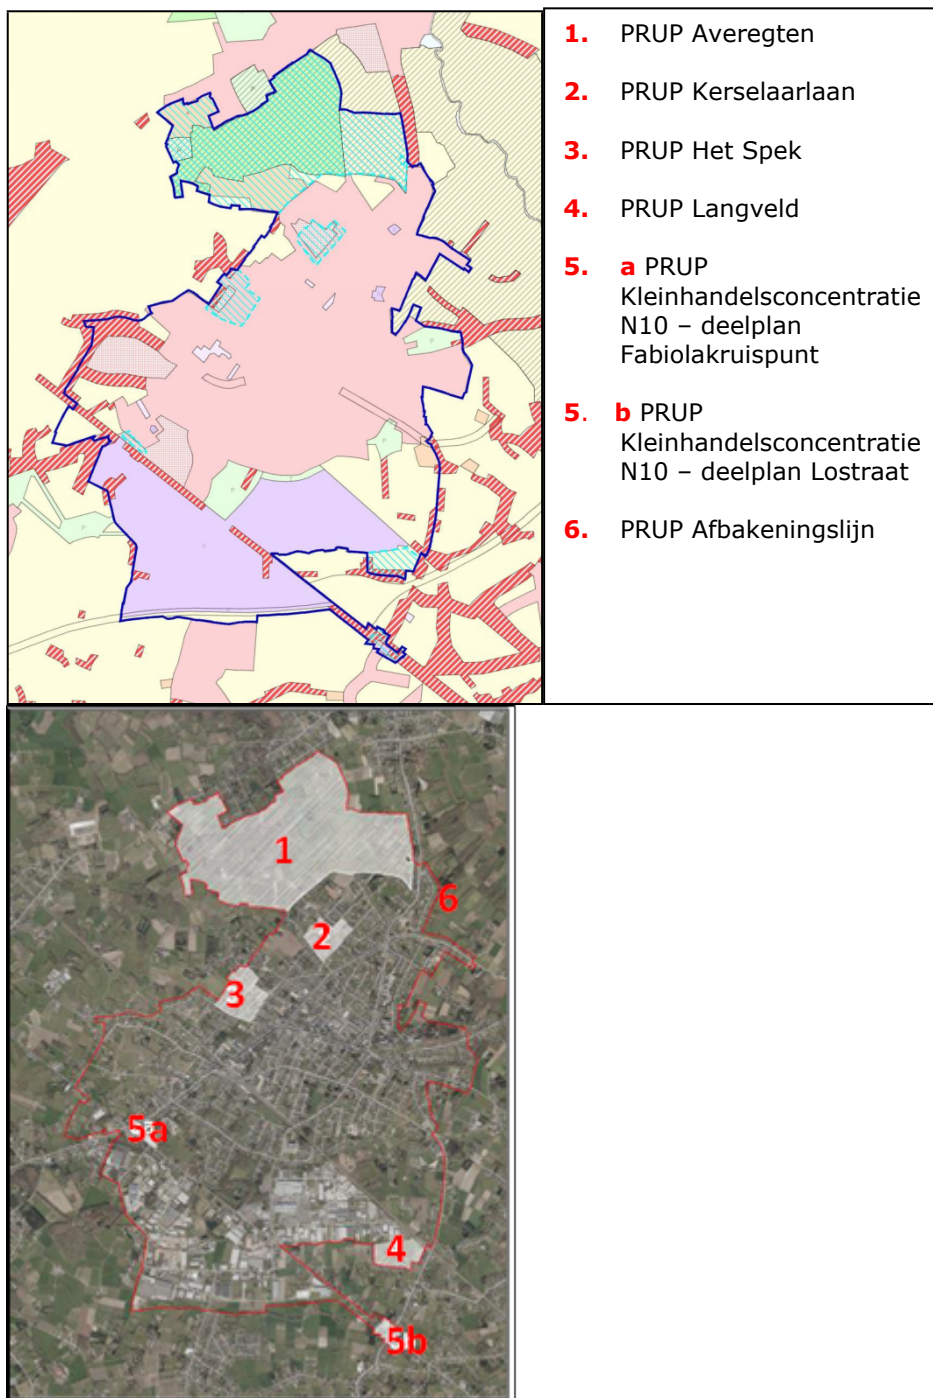 1. PRUP Averegten
2. PRUP Kerselaarlaan
3. PRUP Het Spek
4. PRUP Langveld
5. a PRUP
Kleinhandelsconcentratie
N10 – deelplan
Fabiolakruispunt
5. b PRUP
Kleinhandelsconcentratie
N10 – deelplan Lostraat
6. PRUP Afbakeningslijn
1
6
2
3
5a
4
5b